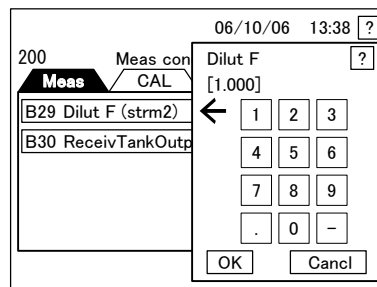 06/10/06 13:38 ?
200 Meas con
Meas CAL
B29 Dilut F (strm2)
B30 ReceivTankOutp
Dilut F ?
[1.000]
← 1 2 3
4 5 6
7 8 9
. 0 −
OK Cancl